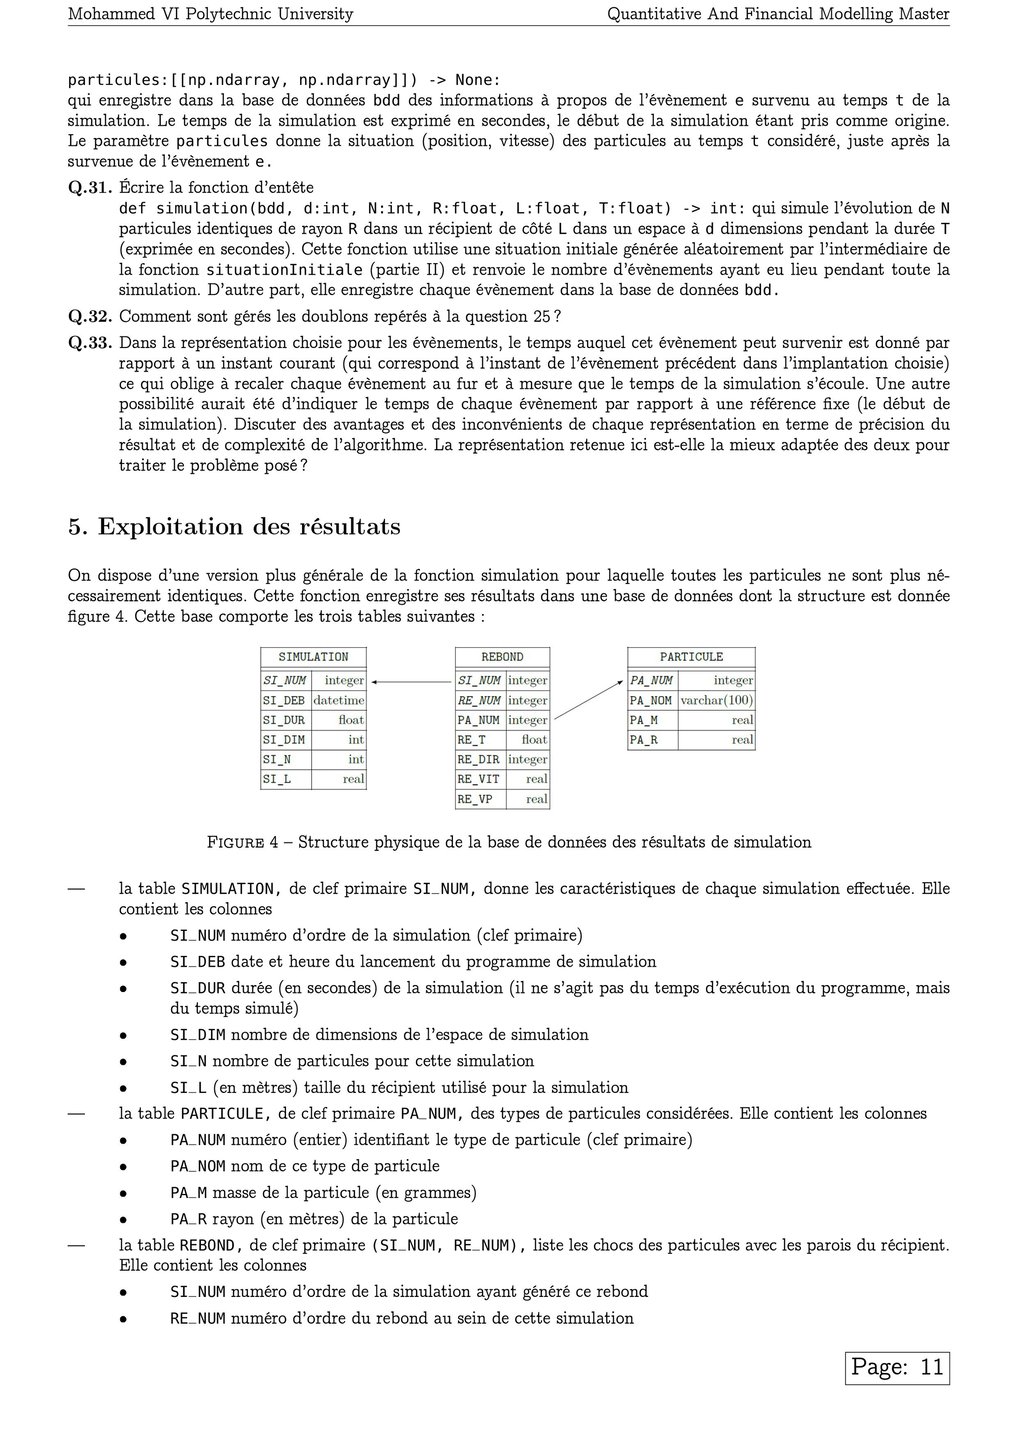 Mohammed VI Polytechnic University Quantitative And Financial Modelling Master
particules:[[np.ndarray, np.ndarray]]) -> None:
qui enregistre dans la base de données bdd des informations à propos de l'évènement e survenu au temps t de la
simulation. Le temps de la simulation est exprimé en secondes, le début de la simulation étant pris comme origine.
Le paramètre particules donne la situation (position, vitesse) des particules au temps t considéré, juste après la
survenue de l'évènement e.
Q.31. Écrire la fonction d'entête
def simulation(bdd, d:int, N:int, R:float, L:float, T:float) -> int: qui simule l'évolution de N
particules identiques de rayon R dans un récipient de côté L dans un espace à d dimensions pendant la durée T
(exprimée en secondes). Cette fonction utilise une situation initiale générée aléatoirement par l'intermédiaire de
la fonction situationInitiale (partie II) et renvoie le nombre d'évènements ayant eu lieu pendant toute la
simulation. D'autre part, elle enregistre chaque évènement dans la base de données bdd.
Q.32. Comment sont gérés les doublons repérés à la question 25 ?
Q.33. Dans la représentation choisie pour les évènements, le temps auquel cet évènement peut survenir est donné par
rapport à un instant courant (qui correspond à l'instant de l'évènement précédent dans l'implantation choisie)
ce qui oblige à recaler chaque évènement au fur et à mesure que le temps de la simulation s'écoule. Une autre
possibilité aurait été d'indiquer le temps de chaque évènement par rapport à une référence fixe (le début de
la simulation). Discuter des avantages et des inconvénients de chaque représentation en terme de précision du
résultat et de complexité de l'algorithme. La représentation retenue ici est-elle la mieux adaptée des deux pour
traiter le problème posé ?
5. Exploitation des résultats
On dispose d'une version plus générale de la fonction simulation pour laquelle toutes les particules ne sont plus né-
cessairement identiques. Cette fonction enregistre ses résultats dans une base de données dont la structure est donnée
figure 4. Cette base comporte les trois tables suivantes :
SIMULATION REBOND PARTICULE
SI_NUM integer SI_NUM integer PA_NUM integer
SI_DEB datetime RE_NUM integer PA_NOM varchar(100)
SI_DUR float PA_NUM integer PA_M real
SI_DIM int RE_T float PA_R real
SI_N int RE_DIR integer
SI_L real RE_VIT real
RE_VP real
FIGURE 4 – Structure physique de la base de données des résultats de simulation
— la table SIMULATION, de clef primaire SI_NUM, donne les caractéristiques de chaque simulation effectuée. Elle
contient les colonnes
• SI_NUM numéro d'ordre de la simulation (clef primaire)
• SI_DEB date et heure du lancement du programme de simulation
• SI_DUR durée (en secondes) de la simulation (il ne s'agit pas du temps d'exécution du programme, mais
du temps simulé)
• SI_DIM nombre de dimensions de l'espace de simulation
• SI_N nombre de particules pour cette simulation
• SI_L (en mètres) taille du récipient utilisé pour la simulation
— la table PARTICULE, de clef primaire PA_NUM, des types de particules considérées. Elle contient les colonnes
• PA_NUM numéro (entier) identifiant le type de particule (clef primaire)
• PA_NOM nom de ce type de particule
• PA_M masse de la particule (en grammes)
• PA_R rayon (en mètres) de la particule
— la table REBOND, de clef primaire (SI_NUM, RE_NUM), liste les chocs des particules avec les parois du récipient.
Elle contient les colonnes
• SI_NUM numéro d'ordre de la simulation ayant généré ce rebond
• RE_NUM numéro d'ordre du rebond au sein de cette simulation
Page: 11